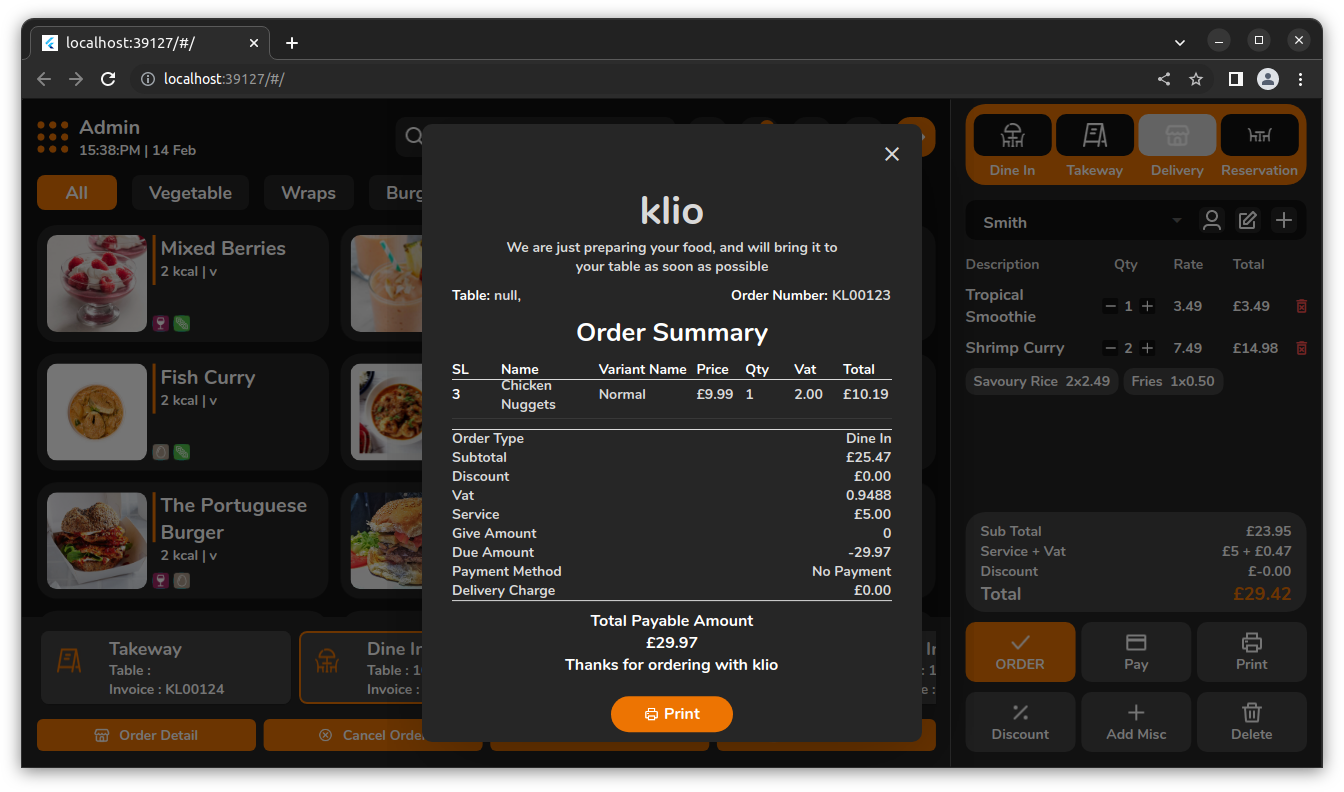 localhost:39127/#/
localhost:39127/#/
Admin
15:38:PM | 14 Feb
All
Vegetable
Wraps
Burg
Mixed Berries
2 kcal | v
Fish Curry
2 kcal | v
The Portuguese
Burger
2 kcal | v
Takeway
Table :
Invoice : KL00124
Dine In
Table : 1
Invoice :
Order Detail
Cancel Orde
klio
We are just preparing your food, and will bring it to
your table as soon as possible
Table: null,
Order Number: KL00123
Order Summary
SL Name Variant Name Price Qty Vat Total
3 Chicken Nuggets Normal £9.99 1 2.00 £10.19
Order Type Dine In
Subtotal £25.47
Discount £0.00
Vat 0.9488
Service £5.00
Give Amount 0
Due Amount -29.97
Payment Method No Payment
Delivery Charge £0.00
Total Payable Amount
£29.97
Thanks for ordering with klio
Print
Dine In
Takeway
Delivery
Reservation
Smith
Description Qty Rate Total
Tropical
Smoothie
1 3.49 £3.49
Shrimp Curry 2 7.49 £14.98
Savoury Rice 2x2.49
Fries 1x0.50
Sub Total £23.95
Service + Vat £5 + £0.47
Discount £-0.00
Total £29.42
ORDER
Pay
Print
Discount
Add Misc
Delete